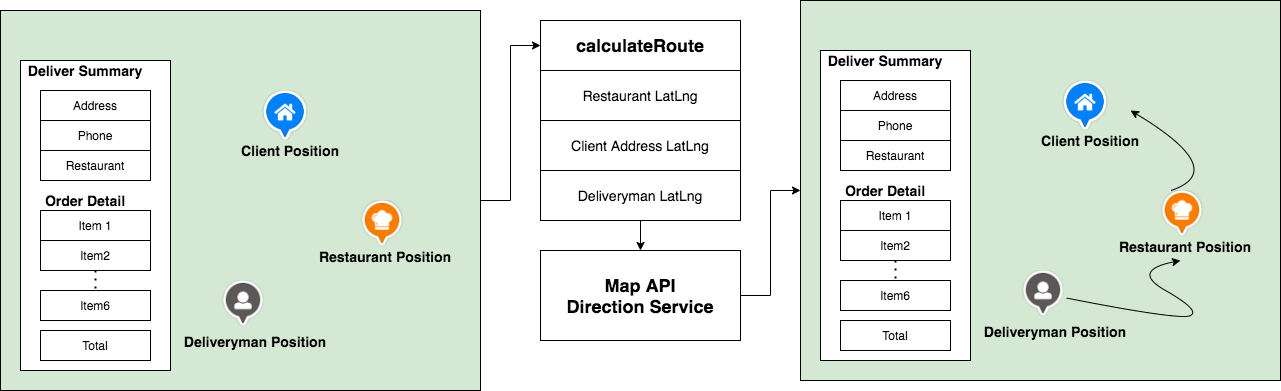 Deliver Summary
Address
Phone
Restaurant
Order Detail
Item 1
Item2
Item6
Total
Client Position
Restaurant Position
Deliveryman Position
calculateRoute
Restaurant LatLng
Client Address LatLng
Deliveryman LatLng
Map API
Direction Service
Deliver Summary
Address
Phone
Restaurant
Order Detail
Item 1
Item2
Item6
Total
Client Position
Restaurant Position
Deliveryman Position